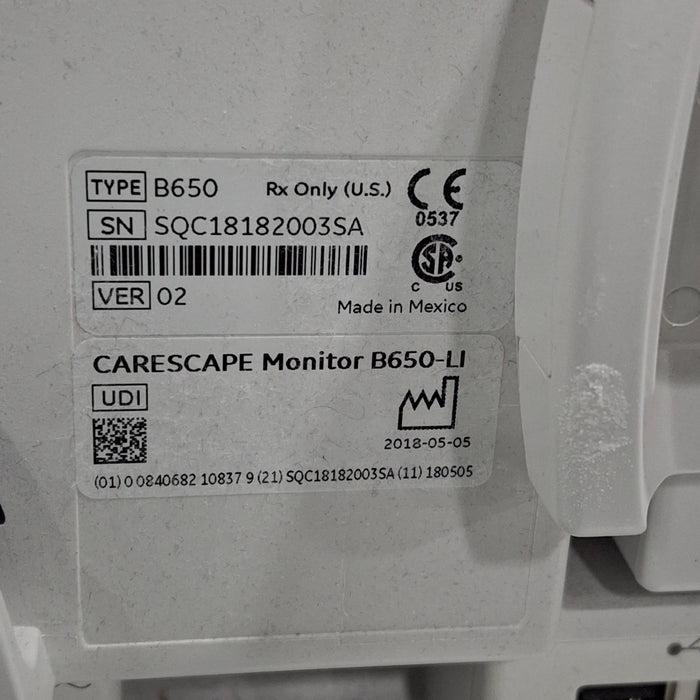 TYPE B650 Rx Only (U.S.) CE
0537
SN SQC18182003SA
SA
C US
VER 02
Made in Mexico
CARESCAPE Monitor B650-LI
UDI
2018-05-05
(01) 0 0840682 10837 9 (21) SQC18182003SA (11) 180505